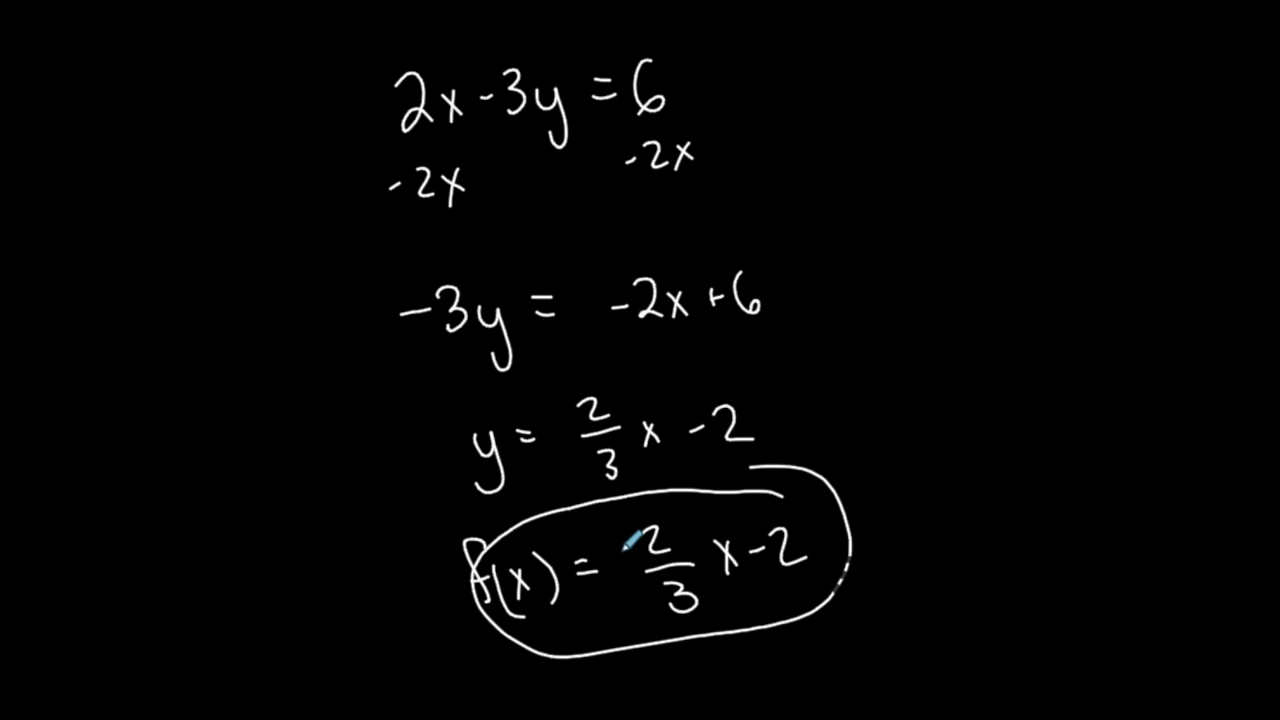 2x-3y=6
-2x -2x
-3y= -2x+6
y= 2/3 x -2
f(x)= 2/3 x-2